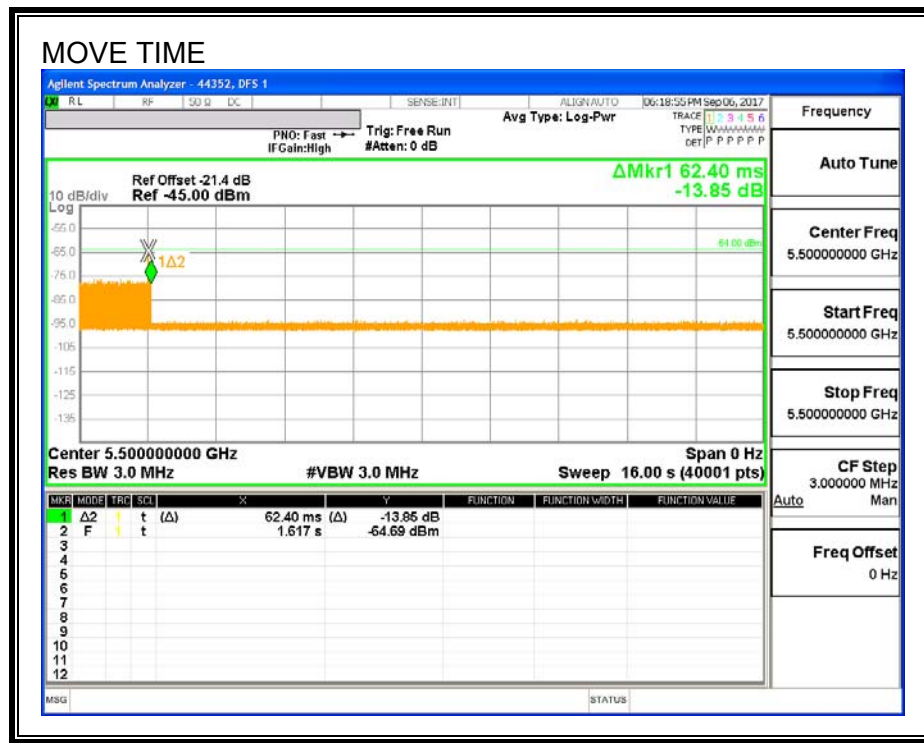 MOVE TIME
Agilent Spectrum Analyzer - 44352, DFS 1
RL RF 50 Ω DC SENSE:INT ALIGNAUTO 06:18:55 PM Sep 06, 2017
Avg Type: Log-Pwr
TRACE 1 2 3 4 5 6
TYPE WWWWWW
DET P P P P P P
PNO: Fast
IFGain:High
Trig: Free Run
#Atten: 0 dB
ΔMkr1 62.40 ms
-13.85 dB
Ref Offset -21.4 dB
10 dB/div Ref -45.00 dBm
Log
-55.0
-65.0
-75.0
-85.0
-95.0
-105
-115
-125
-135
-64.00 dBm
1Δ2
Center 5.500000000 GHz Span 0 Hz
Res BW 3.0 MHz #VBW 3.0 MHz Sweep 16.00 s (40001 pts)
MKR MODE TRC SCL X Y FUNCTION FUNCTION WIDTH FUNCTION VALUE
1 Δ2 1 t (Δ) 62.40 ms (Δ) -13.85 dB
2 F 1 t 1.617 s -64.69 dBm
3
4
5
6
7
8
9
10
11
12
MSG STATUS
Frequency
Auto Tune
Center Freq
5.500000000 GHz
Start Freq
5.500000000 GHz
Stop Freq
5.500000000 GHz
CF Step
3.000000 MHz
Auto Man
Freq Offset
0 Hz